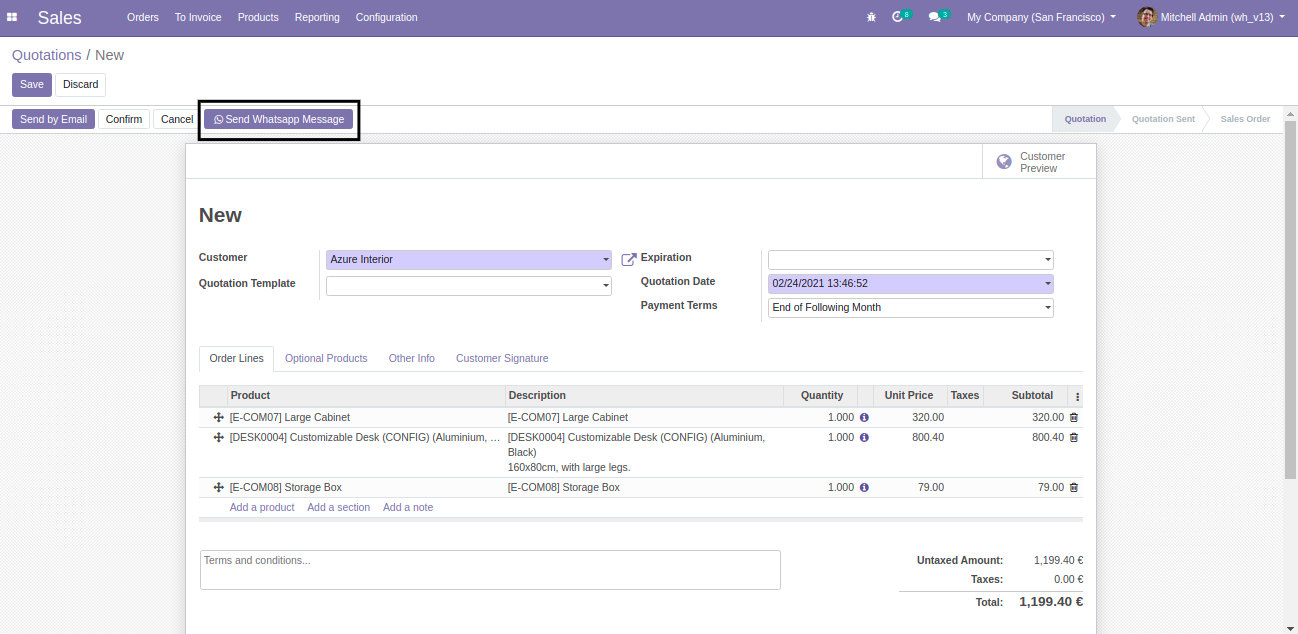 Sales Orders To Invoice Products Reporting Configuration 8 3 My Company (San Francisco) Mitchell Admin (wh_v13)
Quotations / New
Save Discard
Send by Email Confirm Cancel Send Whatsapp Message Quotation Quotation Sent Sales Order
Customer
Preview
New
Customer Azure Interior Expiration
Quotation Template Quotation Date 02/24/2021 13:46:52
Payment Terms End of Following Month
Order Lines Optional Products Other Info Customer Signature
Product Description Quantity Unit Price Taxes Subtotal
[E-COM07] Large Cabinet [E-COM07] Large Cabinet 1.000 320.00 320.00
[DESK0004] Customizable Desk (CONFIG) (Aluminium, ... [DESK0004] Customizable Desk (CONFIG) (Aluminium, 1.000 800.40 800.40
Black)
160x80cm, with large legs.
[E-COM08] Storage Box [E-COM08] Storage Box 1.000 79.00 79.00
Add a product Add a section Add a note
Terms and conditions... Untaxed Amount: 1,199.40 €
Taxes: 0.00 €
Total: 1,199.40 €